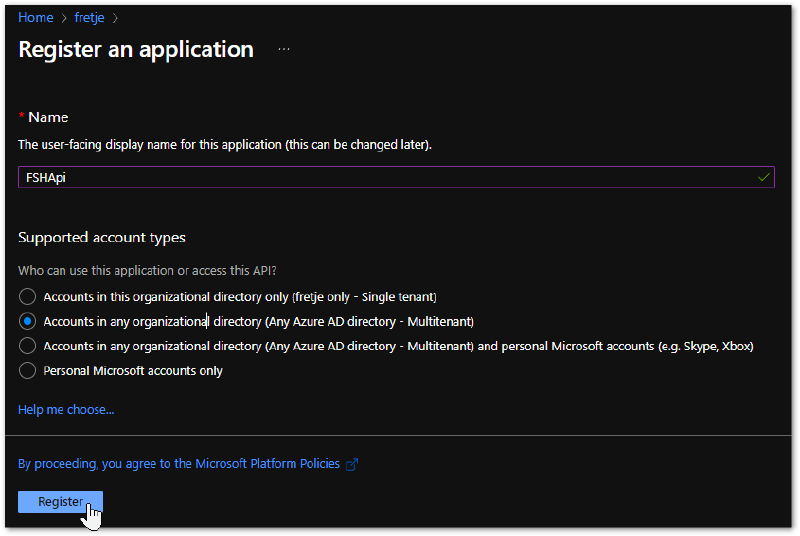 Home > fretje >
Register an application ...
* Name
The user-facing display name for this application (this can be changed later).
FSHApi
Supported account types
Who can use this application or access this API?
Accounts in this organizational directory only (fretje only - Single tenant)
Accounts in any organizational directory (Any Azure AD directory - Multitenant)
Accounts in any organizational directory (Any Azure AD directory - Multitenant) and personal Microsoft accounts (e.g. Skype, Xbox)
Personal Microsoft accounts only
Help me choose...
By proceeding, you agree to the Microsoft Platform Policies
Register